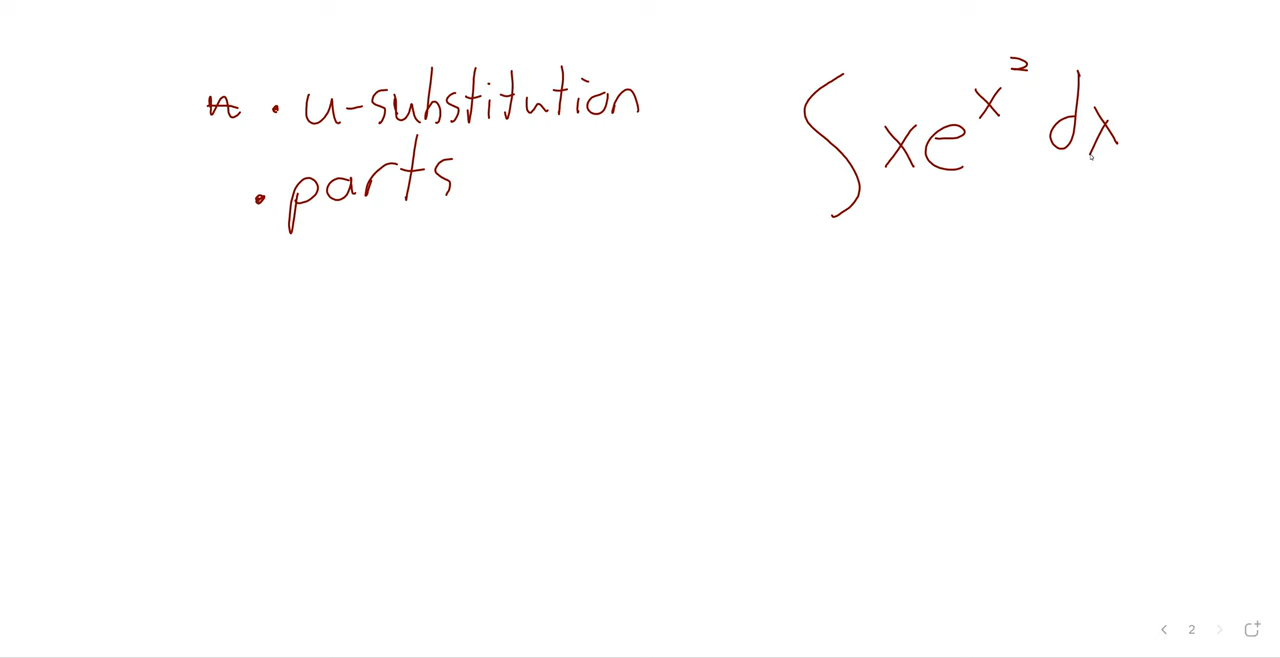 · u-substitution
· parts
∫ xe^x² dx
2